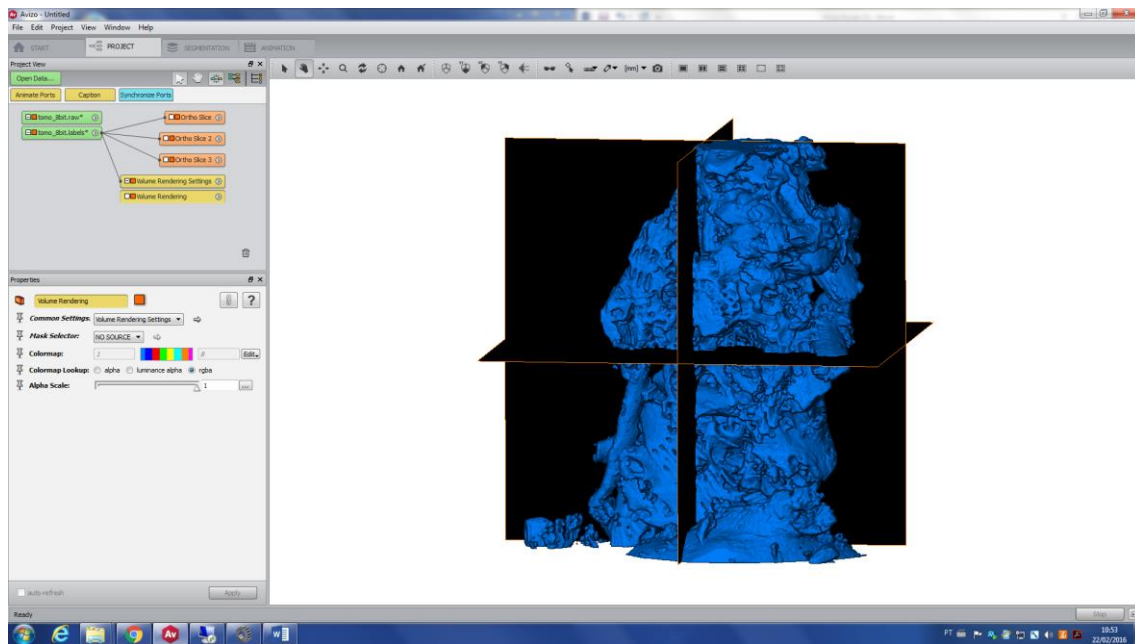 Avizo - Untitled
File Edit Project View Window Help
START PROJECT SEGMENTATION ANIMATION
Project View
Open Data...
Animate Ports Caption Synchronize Ports
tomo_8bit.raw* Ortho Slice
tomo_8bit.labels* Ortho Slice 2
Ortho Slice 3
Volume Rendering Settings
Volume Rendering
[nm]
Properties
Volume Rendering ?
Common Settings: Volume Rendering Settings
Mask Selector: NO SOURCE
Colormap: Edit
Colormap Lookup: alpha luminance alpha rgba
Alpha Scale: 1 ...
auto refresh Apply
Ready Stop
PT 10:53
22/02/2016